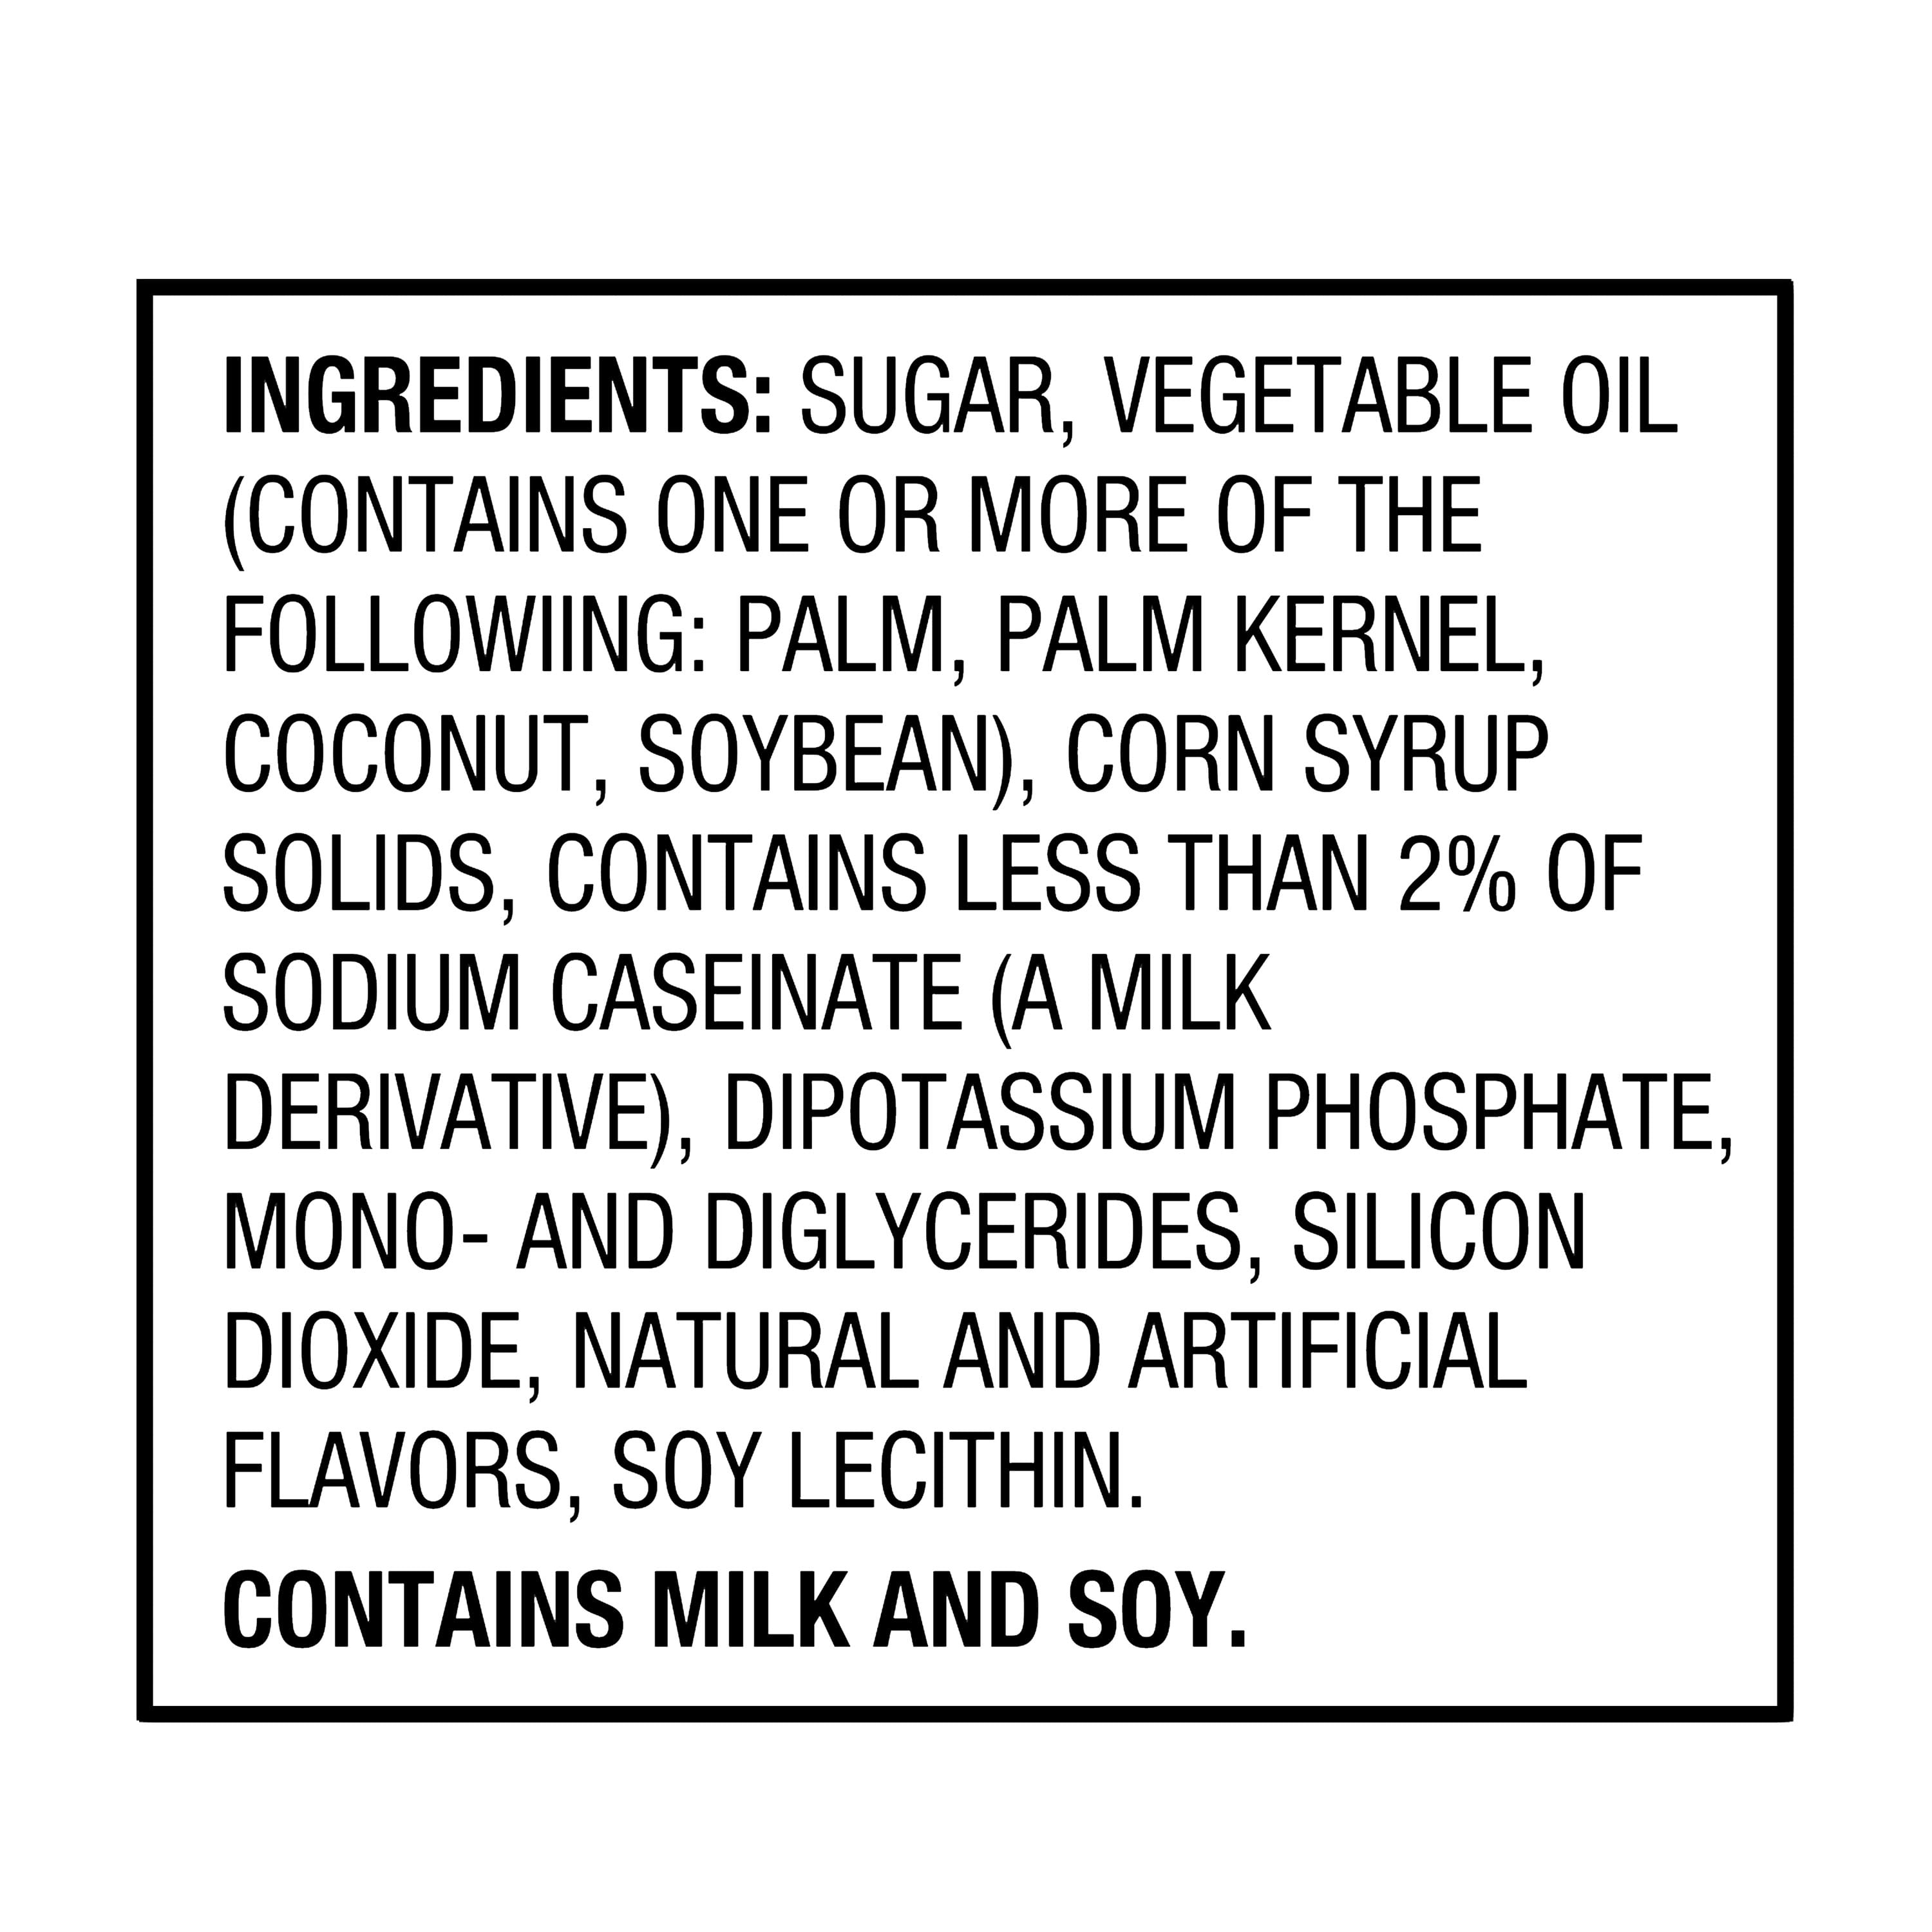 INGREDIENTS: SUGAR, VEGETABLE OIL
(CONTAINS ONE OR MORE OF THE
FOLLOWIING: PALM, PALM KERNEL,
COCONUT, SOYBEAN), CORN SYRUP
SOLIDS, CONTAINS LESS THAN 2% OF
SODIUM CASEINATE (A MILK
DERIVATIVE), DIPOTASSIUM PHOSPHATE,
MONO- AND DIGLYCERIDES, SILICON
DIOXIDE, NATURAL AND ARTIFICIAL
FLAVORS, SOY LECITHIN.
CONTAINS MILK AND SOY.